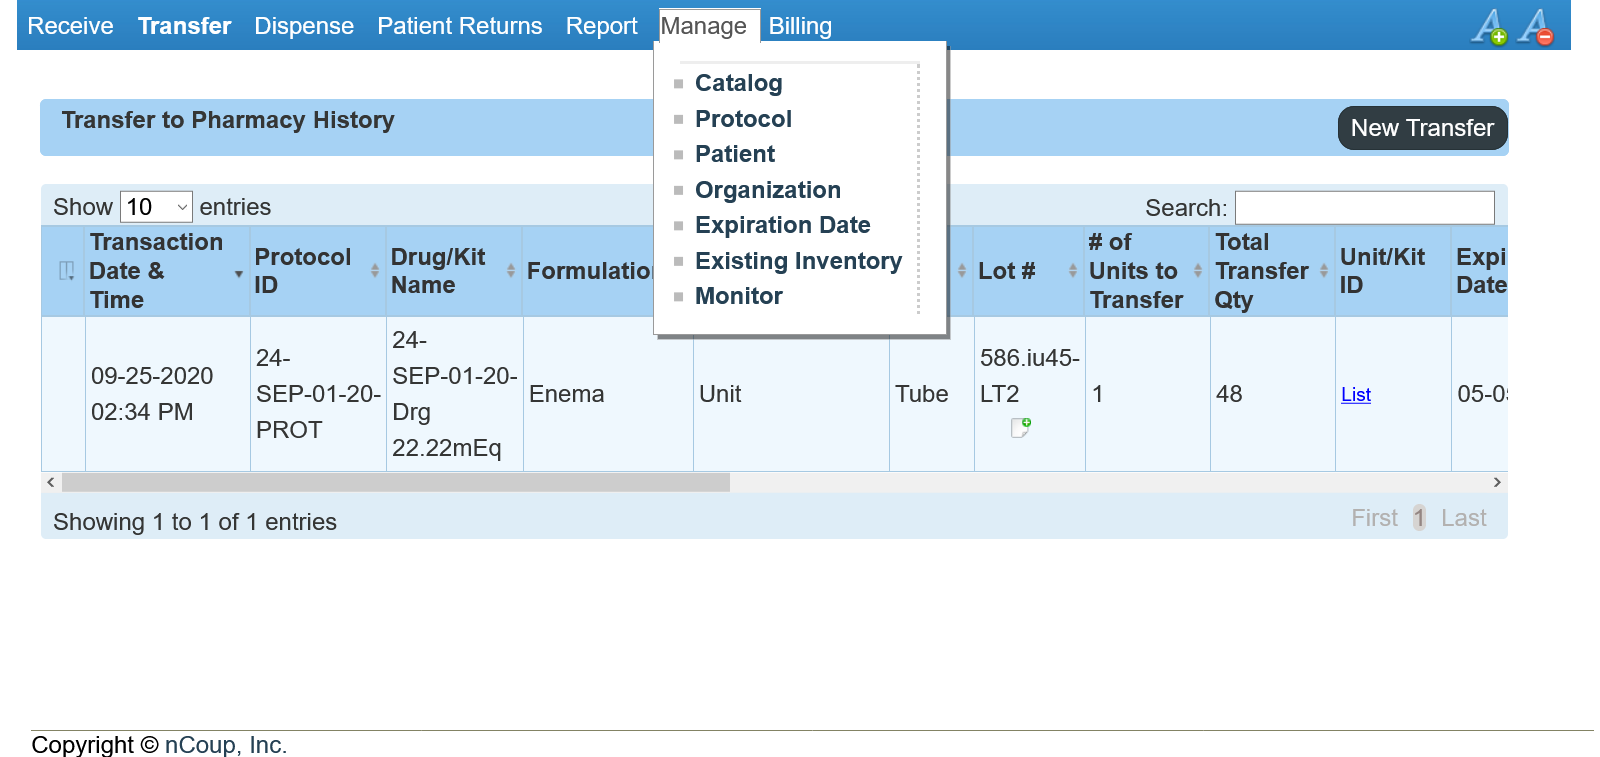 Receive Transfer Dispense Patient Returns Report Manage Billing
Catalog
Protocol
Patient
Organization
Expiration Date
Existing Inventory
Monitor
Transfer to Pharmacy History
New Transfer
Show 10 entries
Search:
Transaction
Date &
Time
Protocol
ID
Drug/Kit
Name
Formulation
Lot #
# of
Units to
Transfer
Total
Transfer
Qty
Unit/Kit
ID
Expi
Date
09-25-2020
02:34 PM
24-
SEP-01-20-
PROT
24-
SEP-01-20-
Drg
22.22mEq
Enema
Unit
Tube
586.iu45-
LT2
1
48
List
05-0
Showing 1 to 1 of 1 entries
First 1 Last
Copyright © nCoup, Inc.